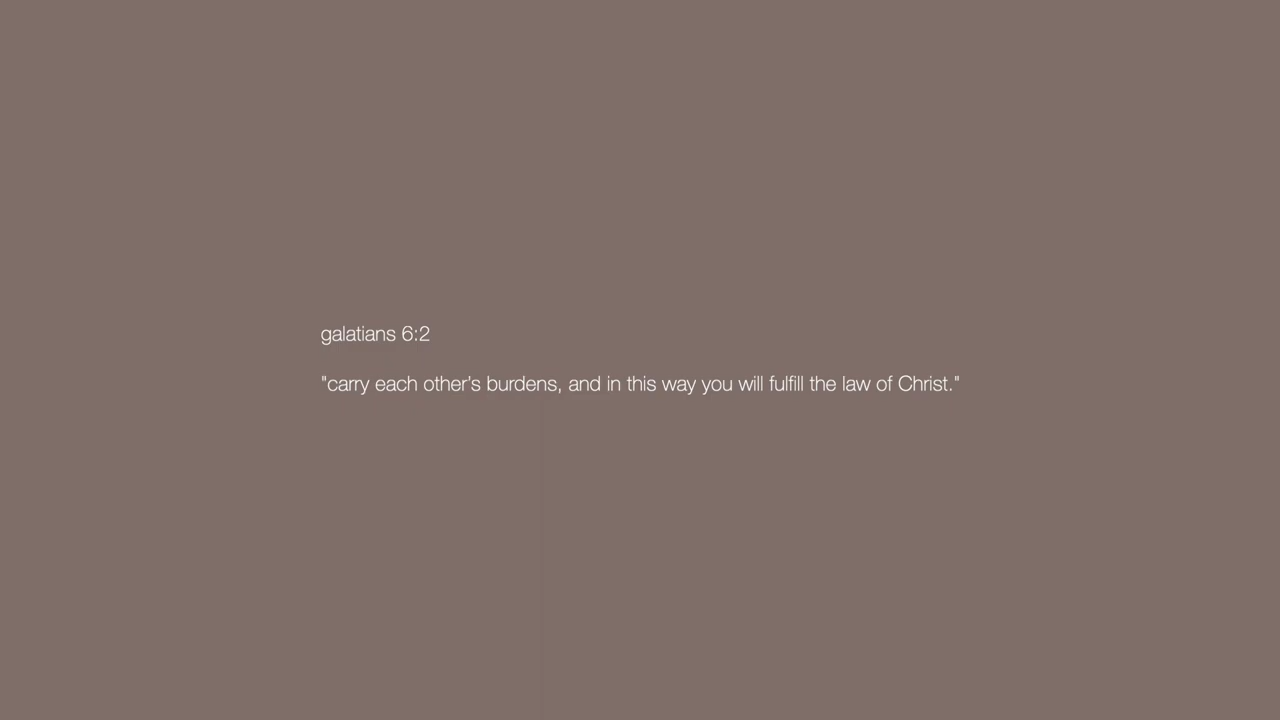 galatians 6:2
"carry each other's burdens, and in this way you will fulfill the law of Christ."